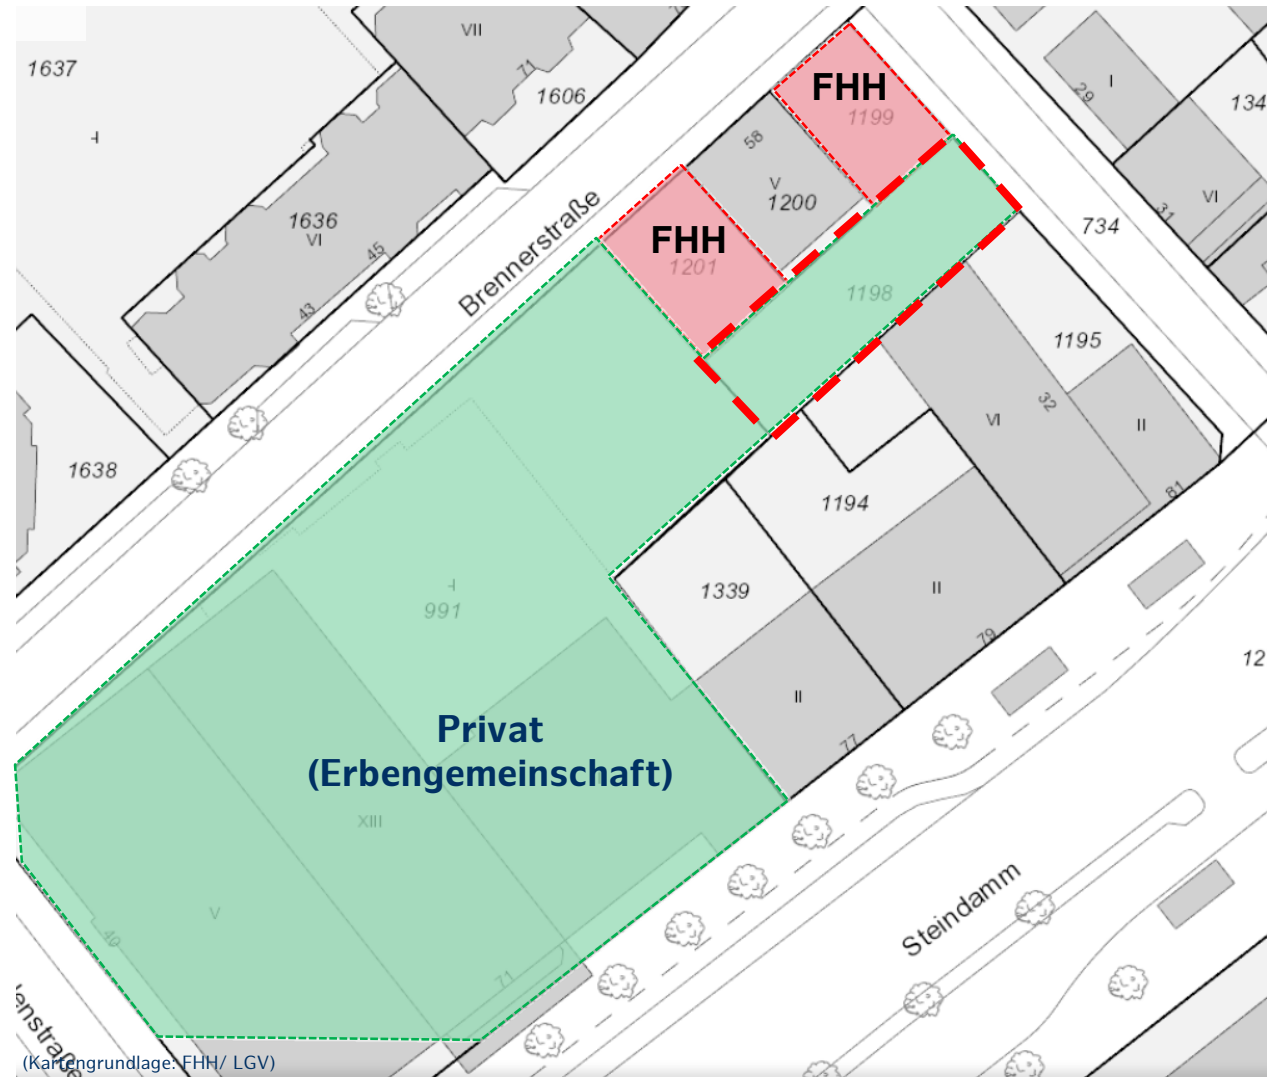 VII
1637
71
1606
FHH
1199
I
29
134
H
58
V
1200
1636
VI
45
Brennerstraße
FHH
1201
VI
31
734
43
1198
1195
32
VI
II
1638
1194
81
H
991
1339
II
79
12
Privat
(Erbengemeinschaft)
II
77
XIII
V
40
71
Steindamm
lenstraße
(Kartengrundlage: FHH/ LGV)